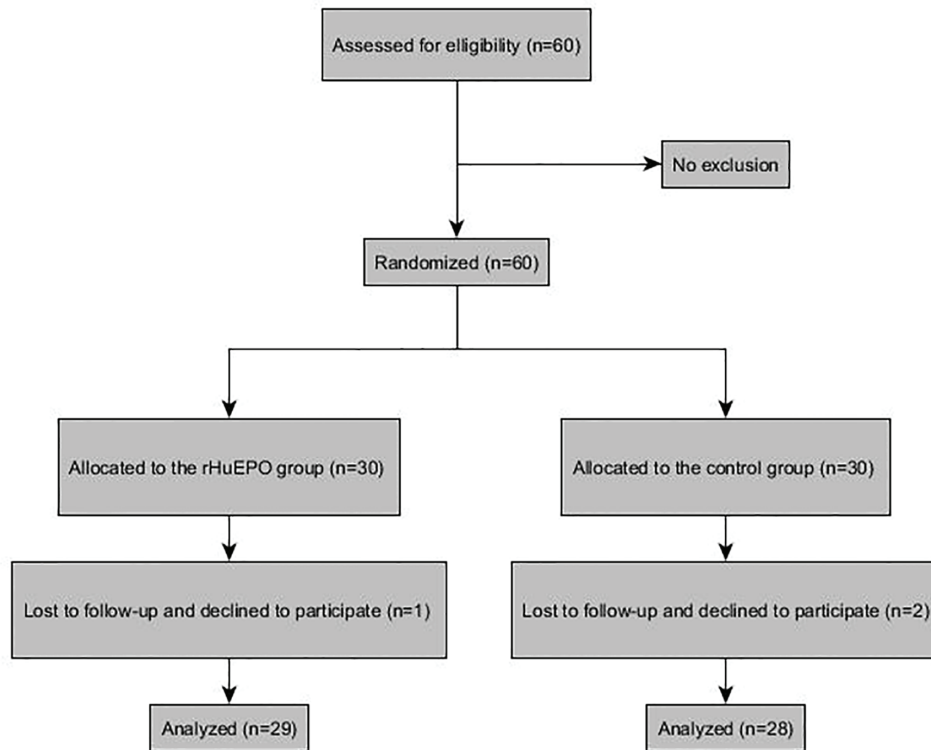 Assessed for elligibility (n=60)
No exclusion
Randomized (n=60)
Allocated to the rHuEPO group (n=30)
Allocated to the control group (n=30)
Lost to follow-up and declined to participate (n=1)
Lost to follow-up and declined to participate (n=2)
Analyzed (n=29)
Analyzed (n=28)